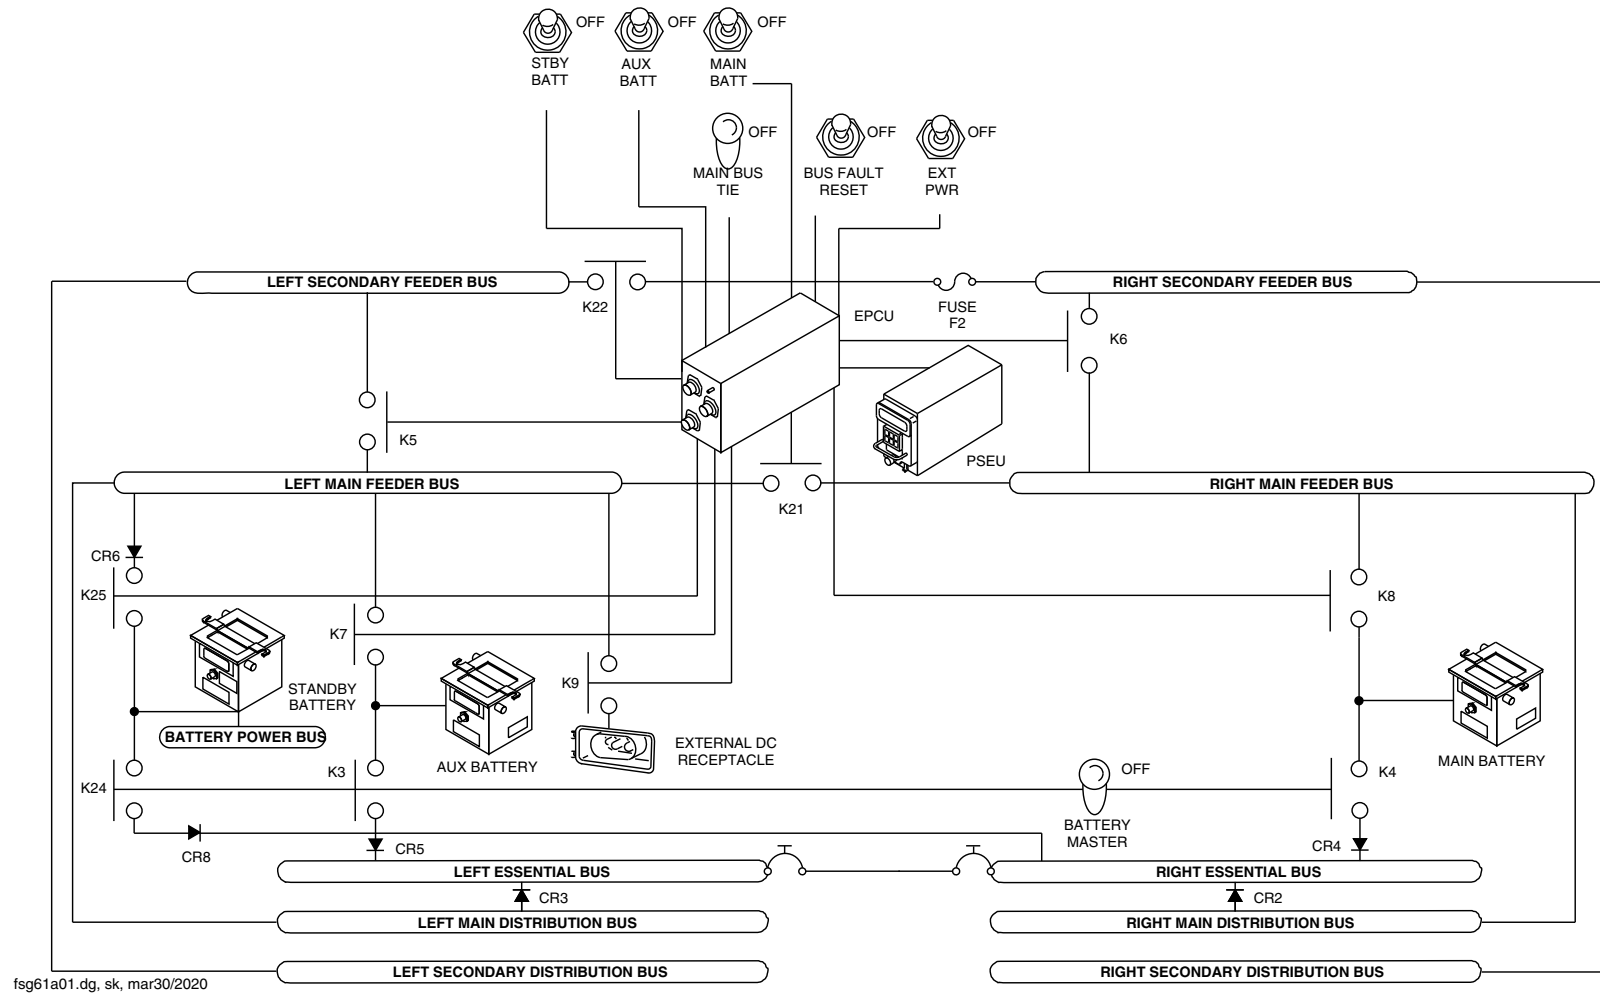 OFF
OFF
OFF
STBY
BATT
AUX
BATT
MAIN
BATT
OFF
OFF
OFF
MAIN BUS
TIE
BUS FAULT
RESET
EXT
PWR
LEFT SECONDARY FEEDER BUS
K22
FUSE
F2
RIGHT SECONDARY FEEDER BUS
EPCU
K6
K5
PSEU
LEFT MAIN FEEDER BUS
K21
RIGHT MAIN FEEDER BUS
CR6
K25
K8
K7
STANDBY
BATTERY
K9
BATTERY POWER BUS
EXTERNAL DC
RECEPTACLE
AUX BATTERY
MAIN BATTERY
K24
K3
OFF
K4
BATTERY
MASTER
CR8
CR5
CR4
LEFT ESSENTIAL BUS
RIGHT ESSENTIAL BUS
CR3
CR2
LEFT MAIN DISTRIBUTION BUS
RIGHT MAIN DISTRIBUTION BUS
LEFT SECONDARY DISTRIBUTION BUS
RIGHT SECONDARY DISTRIBUTION BUS
fsg61a01.dg, sk, mar30/2020